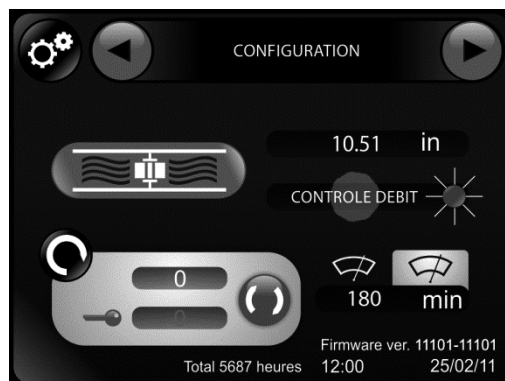 CONFIGURATION
10.51 in
CONTROLE DEBIT
0
0
180 min
Firmware ver. 11101-11101
Total 5687 heures 12:00 25/02/11